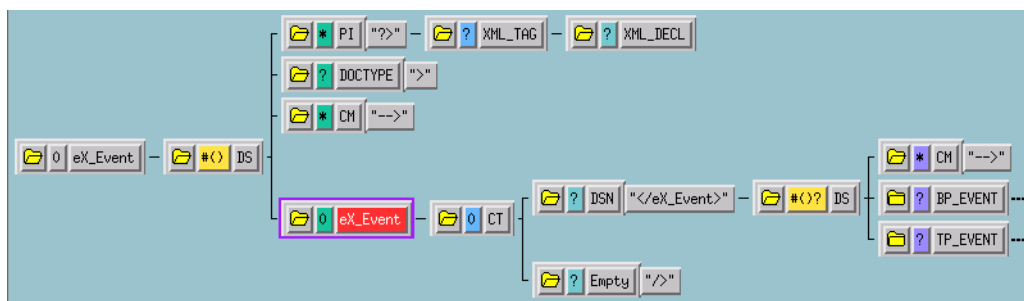 * PI "?>" ? XML_TAG ? XML_DECL
? DOCTYPE ">"
* CM "-->"
0 eX_Event #() DS
* CM "-->"
? DSN "</eX_Event>" #()? DS
? BP_EVENT
0 eX_Event 0 CT
? TP_EVENT
? Empty "/>"